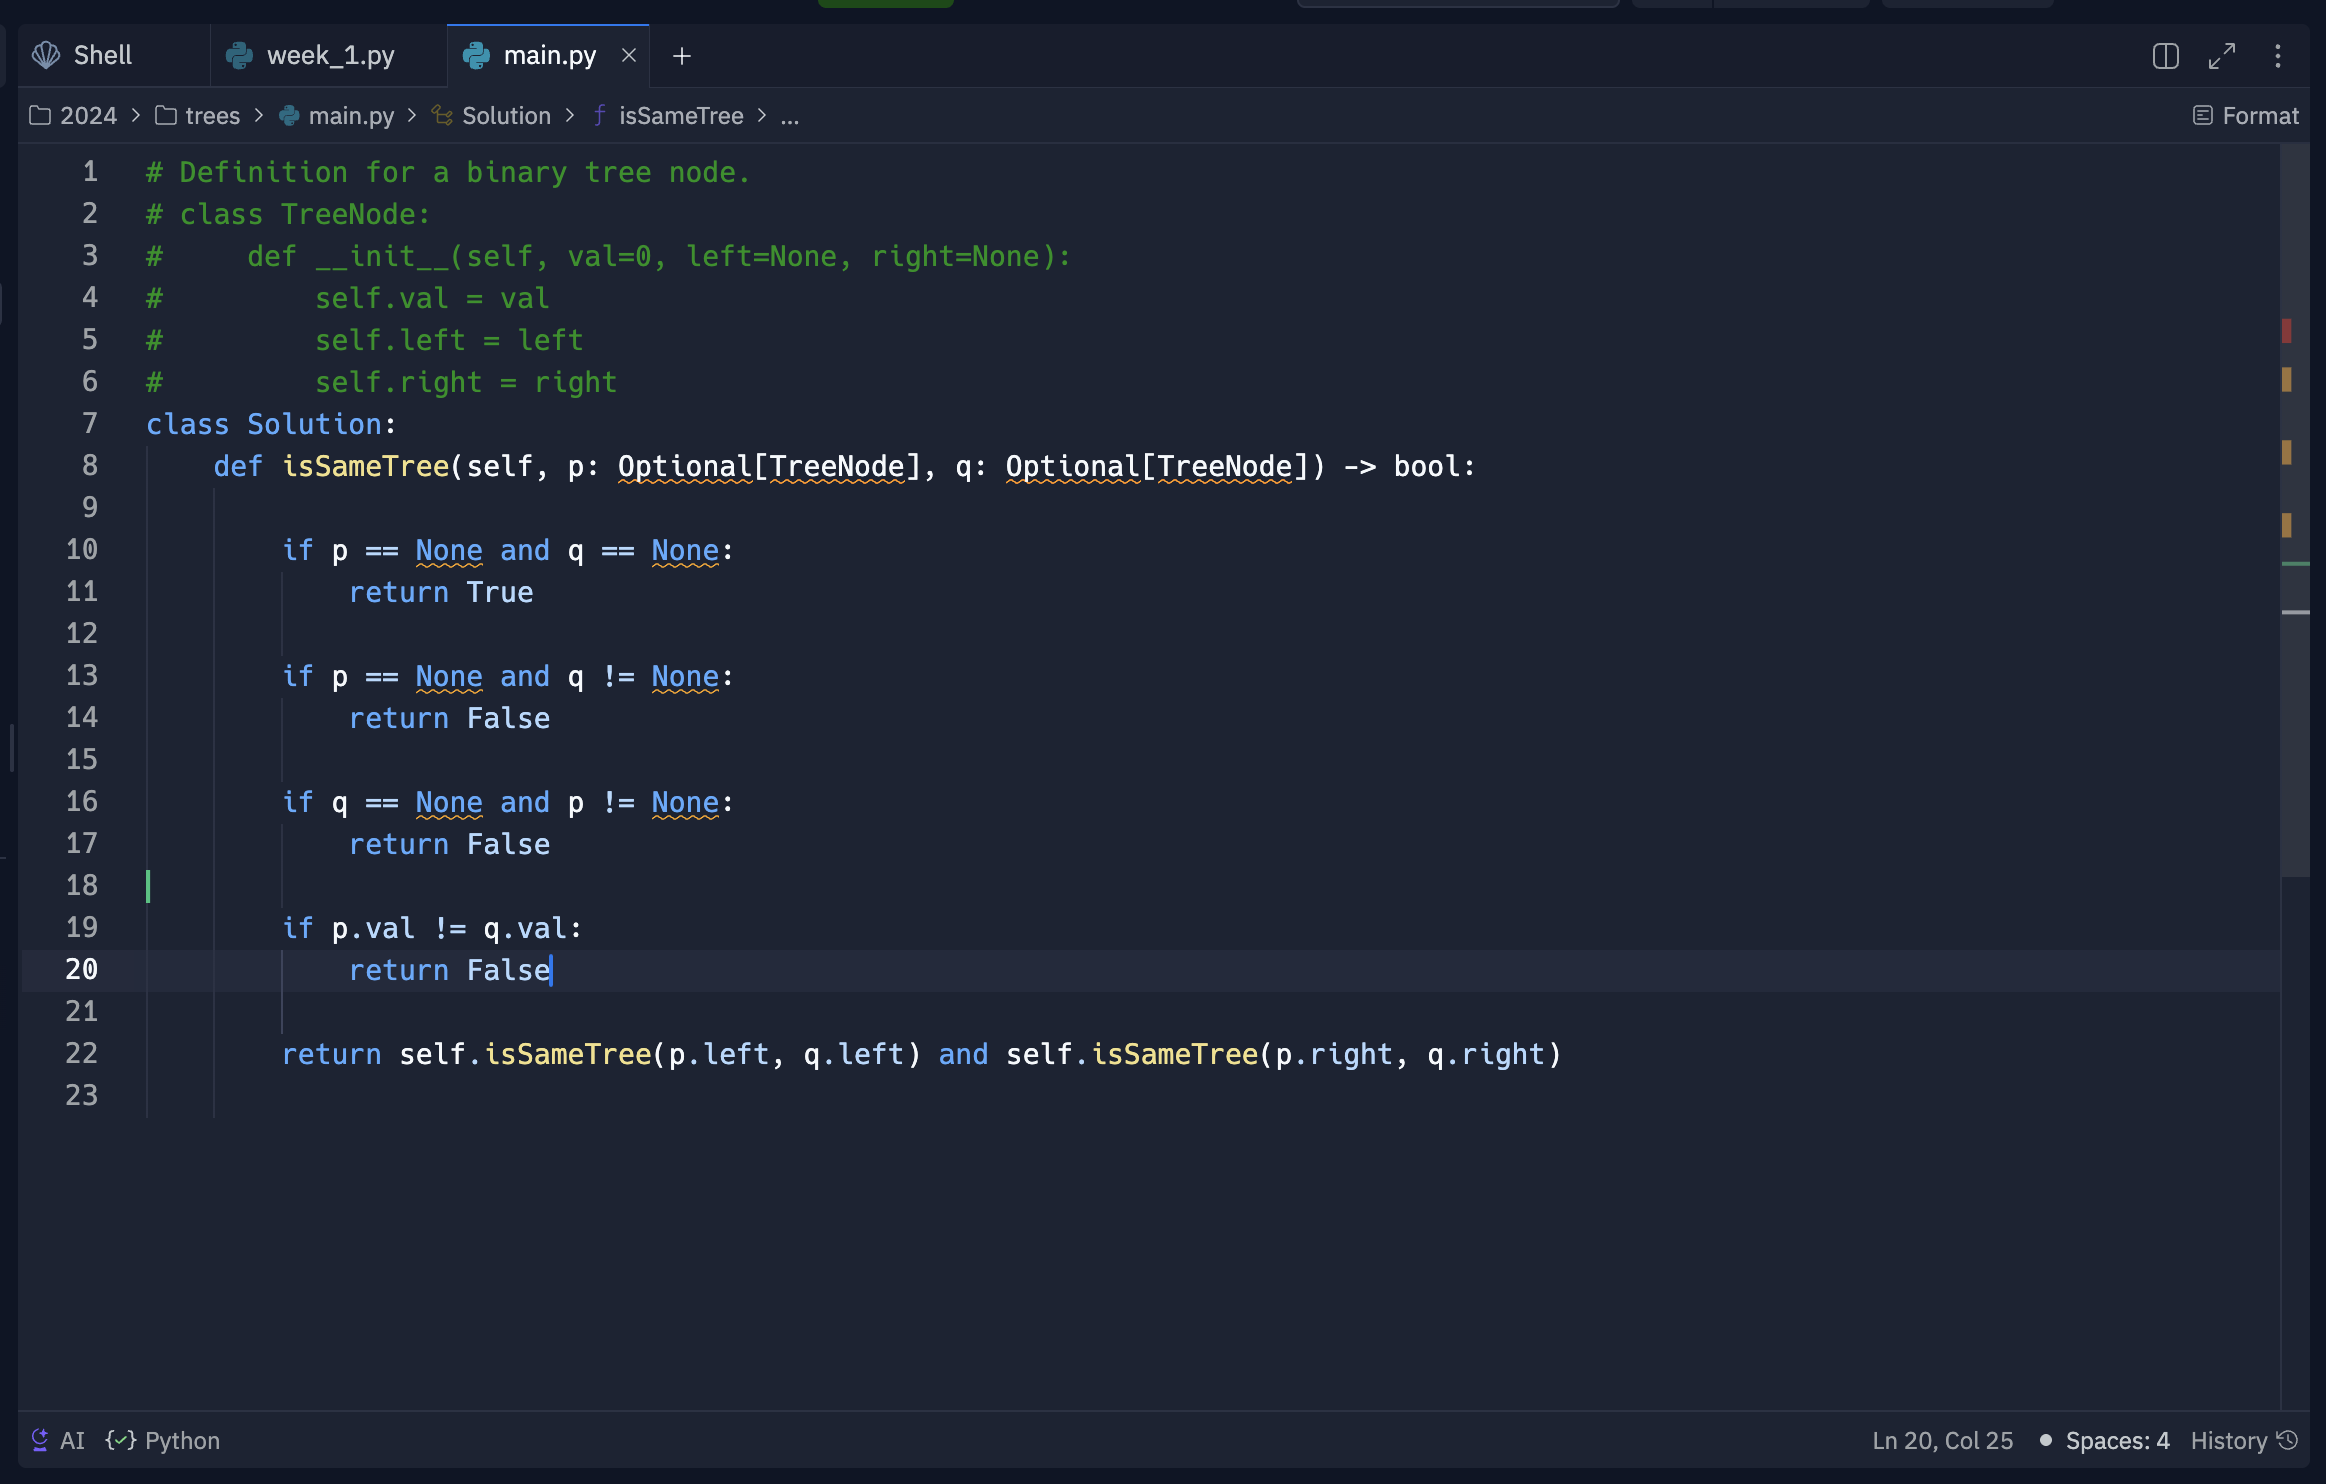 Shell week_1.py main.py
2024 > trees > main.py > Solution > isSameTree > ... Format
1 # Definition for a binary tree node.
2 # class TreeNode:
3 #     def __init__(self, val=0, left=None, right=None):
4 #         self.val = val
5 #         self.left = left
6 #         self.right = right
7 class Solution:
8     def isSameTree(self, p: Optional[TreeNode], q: Optional[TreeNode]) -> bool:
9
10         if p == None and q == None:
11             return True
12
13         if p == None and q != None:
14             return False
15
16         if q == None and p != None:
17             return False
18
19         if p.val != q.val:
20             return False
21
22         return self.isSameTree(p.left, q.left) and self.isSameTree(p.right, q.right)
23
AI {✓} Python Ln 20, Col 25 • Spaces: 4 History